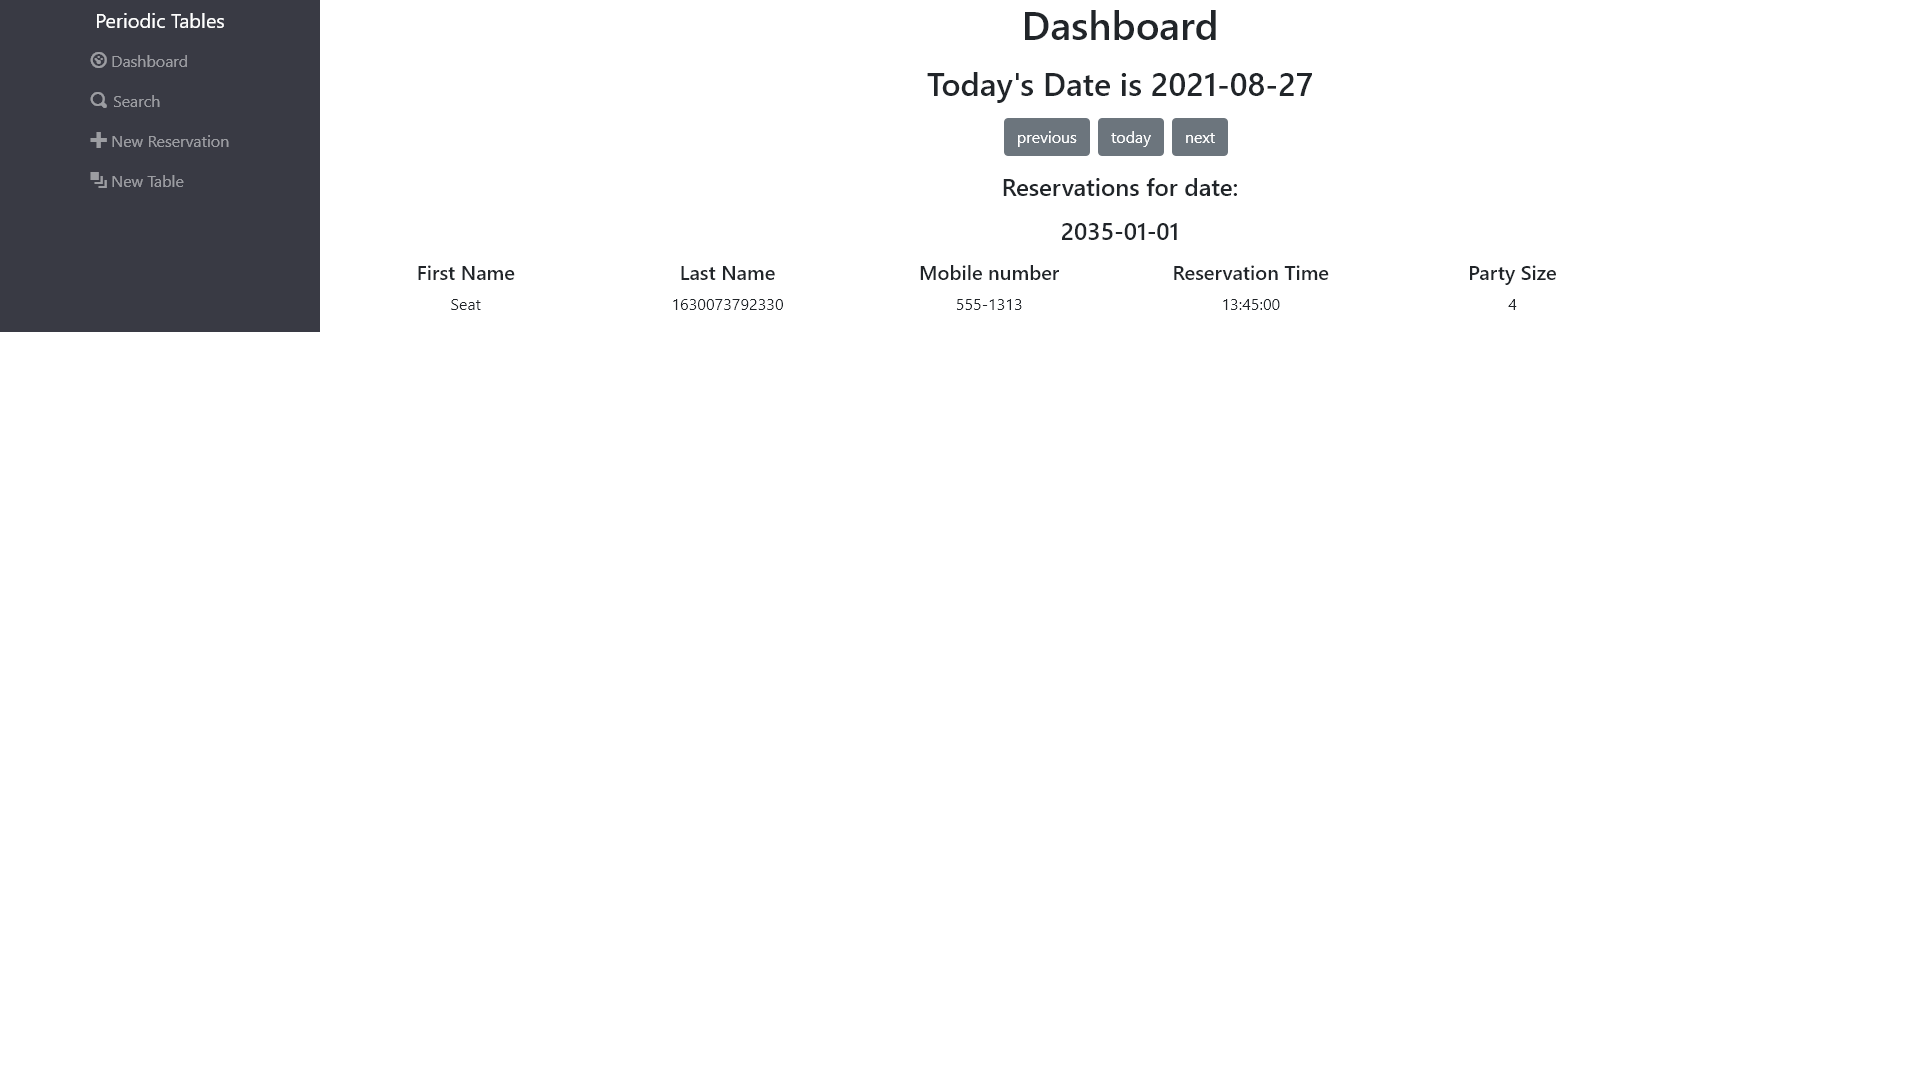 Periodic Tables
Dashboard
Search
New Reservation
New Table
Dashboard
Today's Date is 2021-08-27
previous today next
Reservations for date:
2035-01-01
First Name Last Name Mobile number Reservation Time Party Size
Seat 1630073792330 555-1313 13:45:00 4